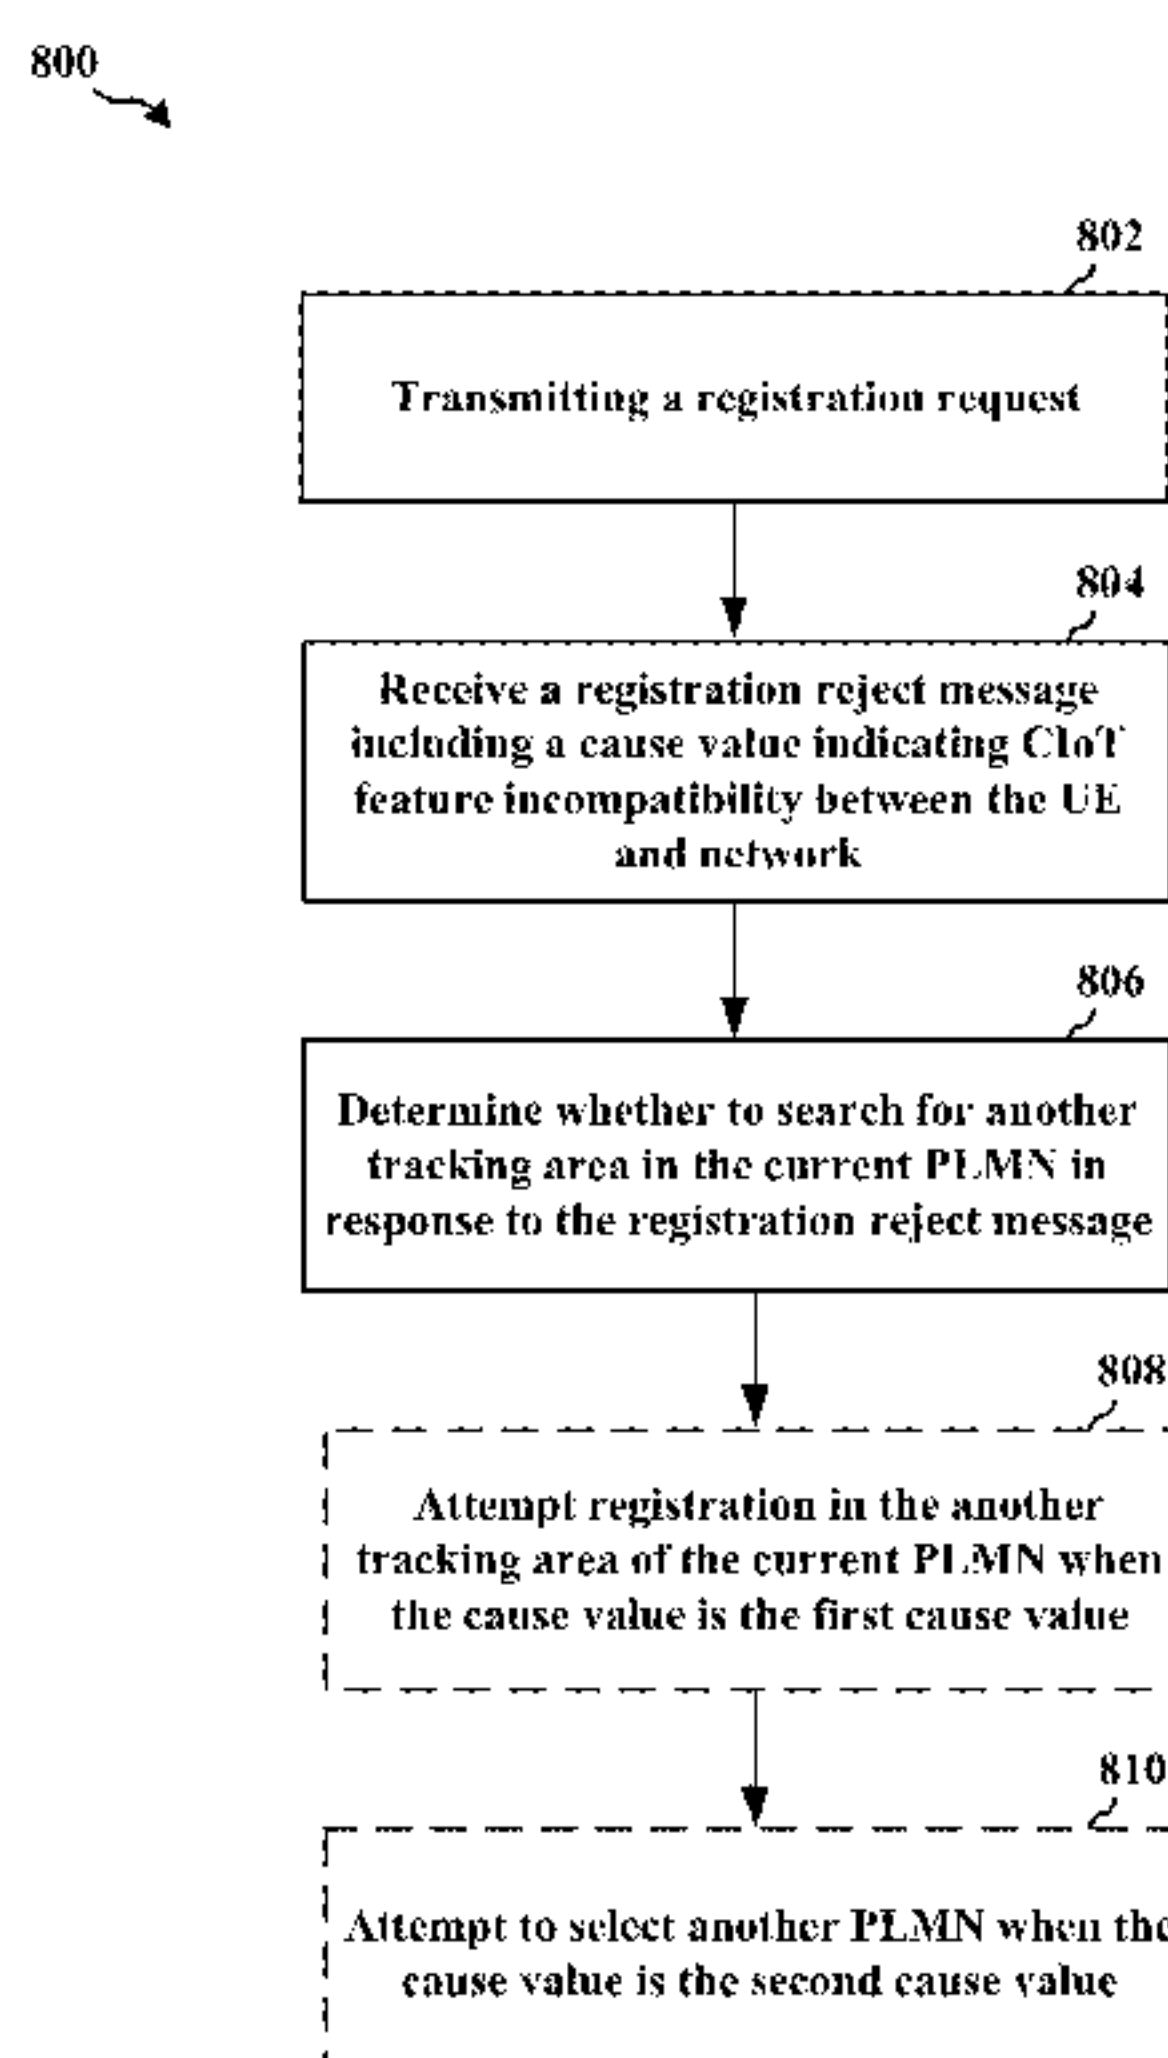 800
802
Transmitting a registration request
804
Receive a registration reject message
including a cause value indicating CIoT
feature incompatibility between the UE
and network
806
Determine whether to search for another
tracking area in the current PLMN in
response to the registration reject message
808
Attempt registration in the another
tracking area of the current PLMN when
the cause value is the first cause value
810
Attempt to select another PLMN when the
cause value is the second cause value